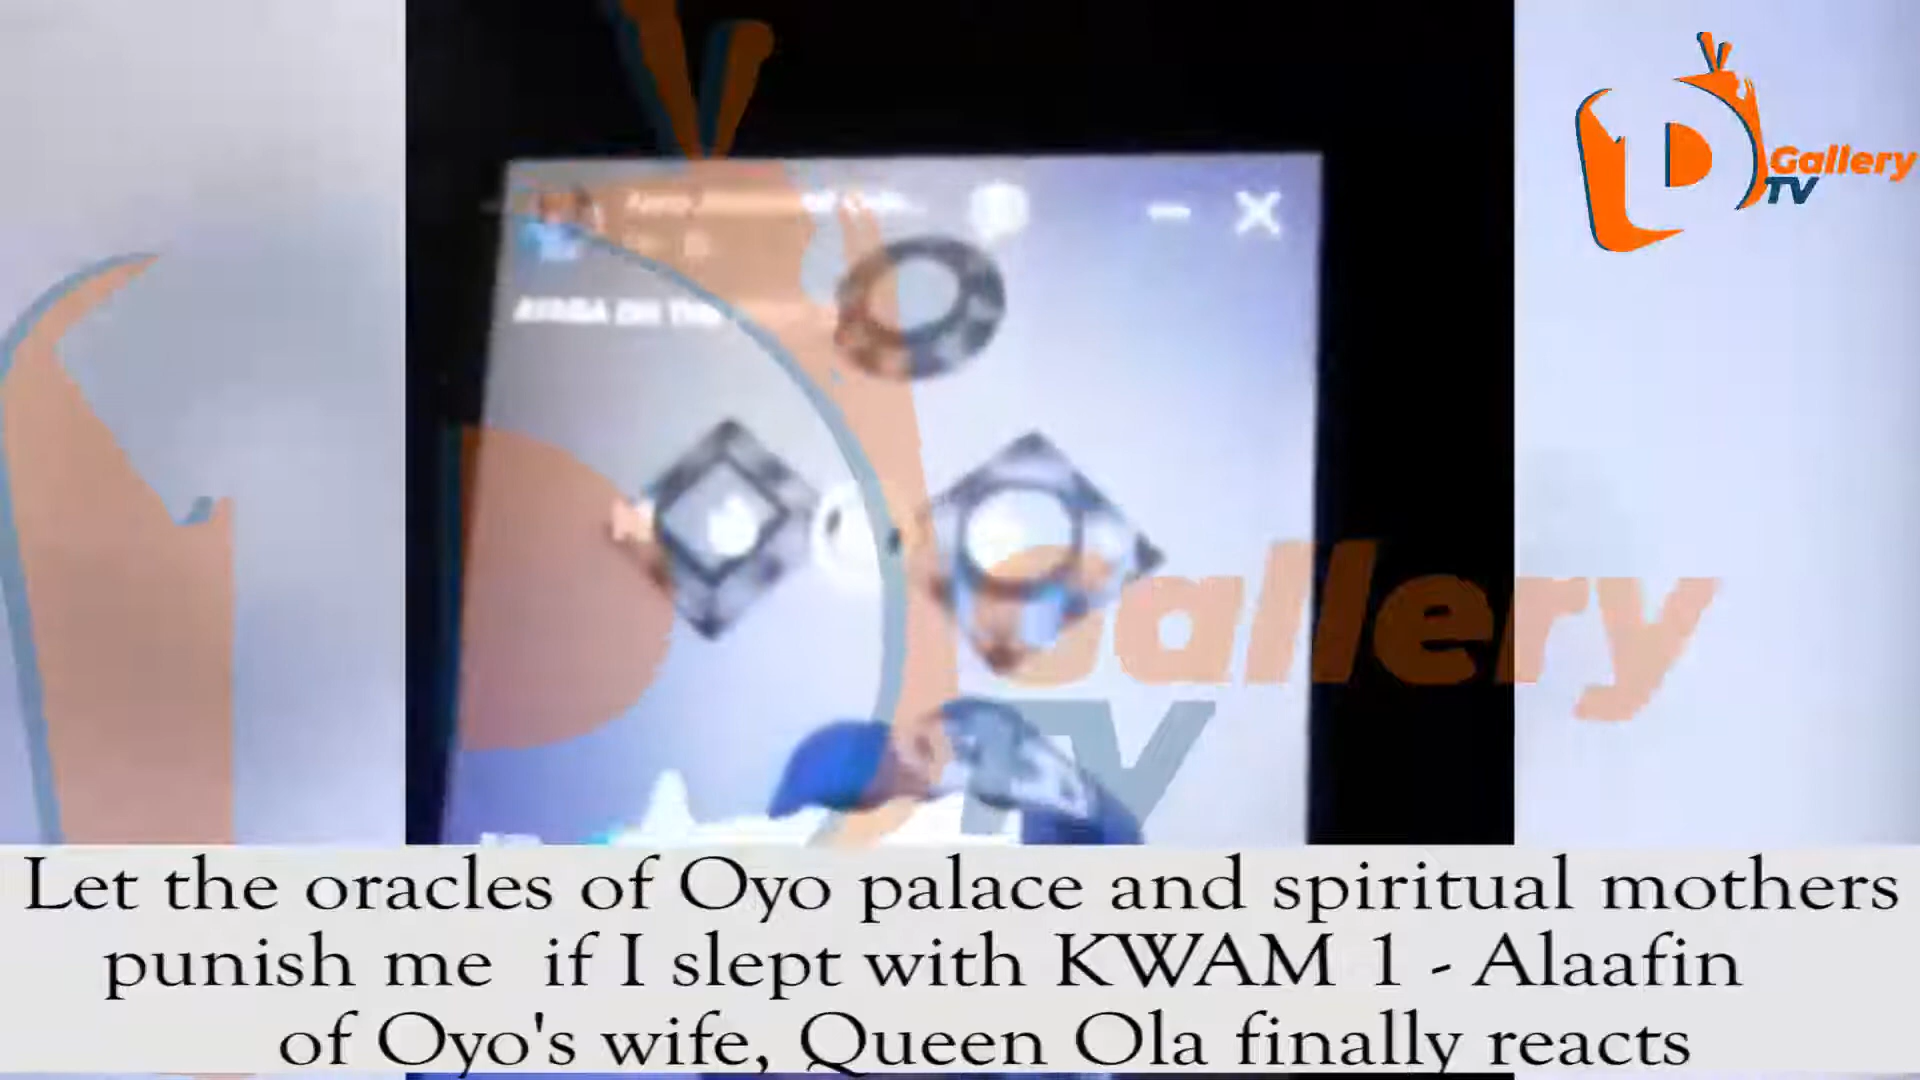 D
Gallery
TV
Gallery
TV
Let the oracles of Oyo palace and spiritual mothers
punish me if I slept with KWAM 1 - Alaafin
of Oyo's wife, Queen Ola finally reacts